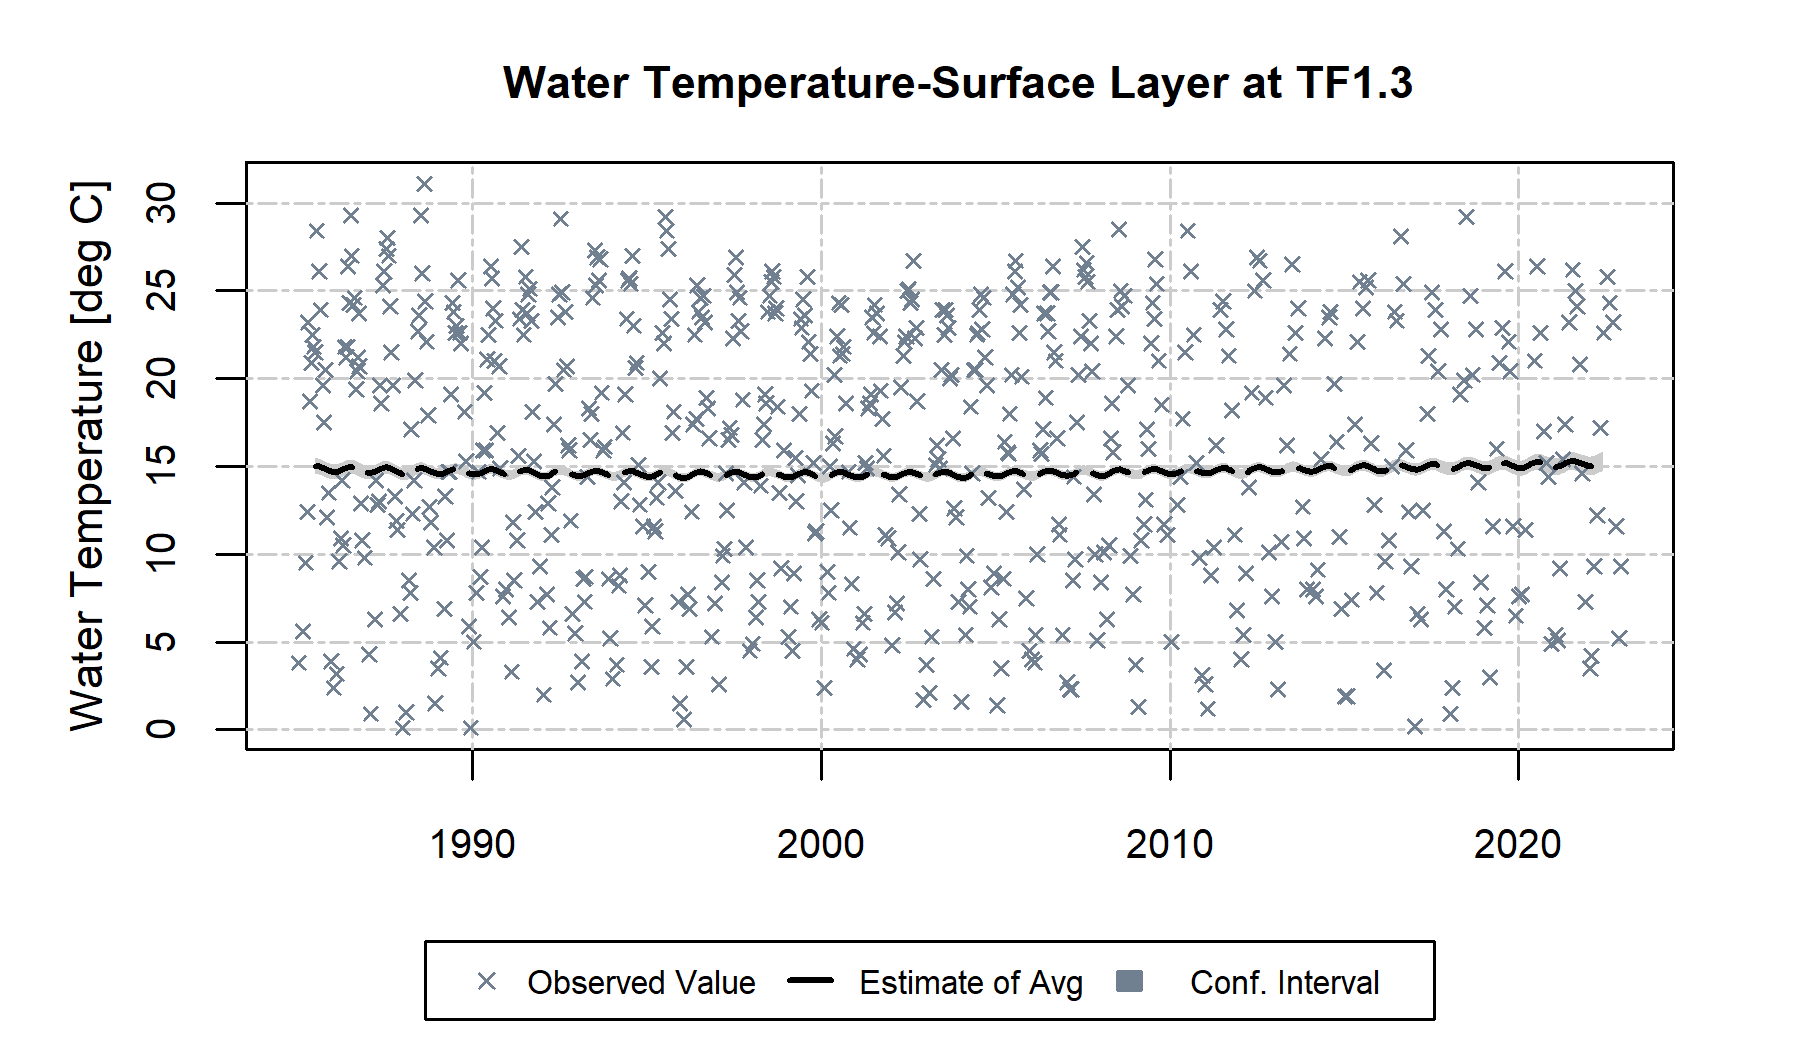 Water Temperature-Surface Layer at TF1.3
Water Temperature [deg C]
30
25
20
15
10
5
0
1990 2000 2010 2020
Observed Value Estimate of Avg Conf. Interval